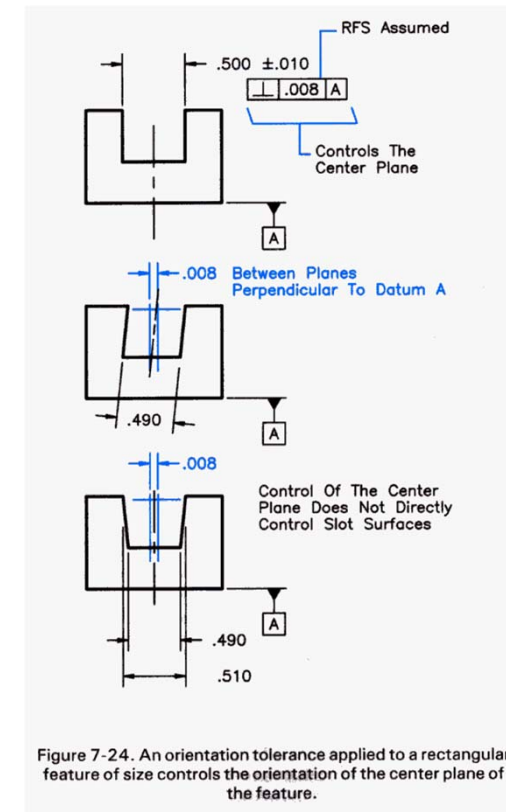 RFS Assumed
.500 ±.010
⊥ .008 A
Controls The
Center Plane
A
.008 Between Planes
Perpendicular To Datum A
.490
A
.008
Control Of The Center
Plane Does Not Directly
Control Slot Surfaces
A
.490
.510
Figure 7-24. An orientation tolerance applied to a rectangular
feature of size controls the orientation of the center plane of
the feature.